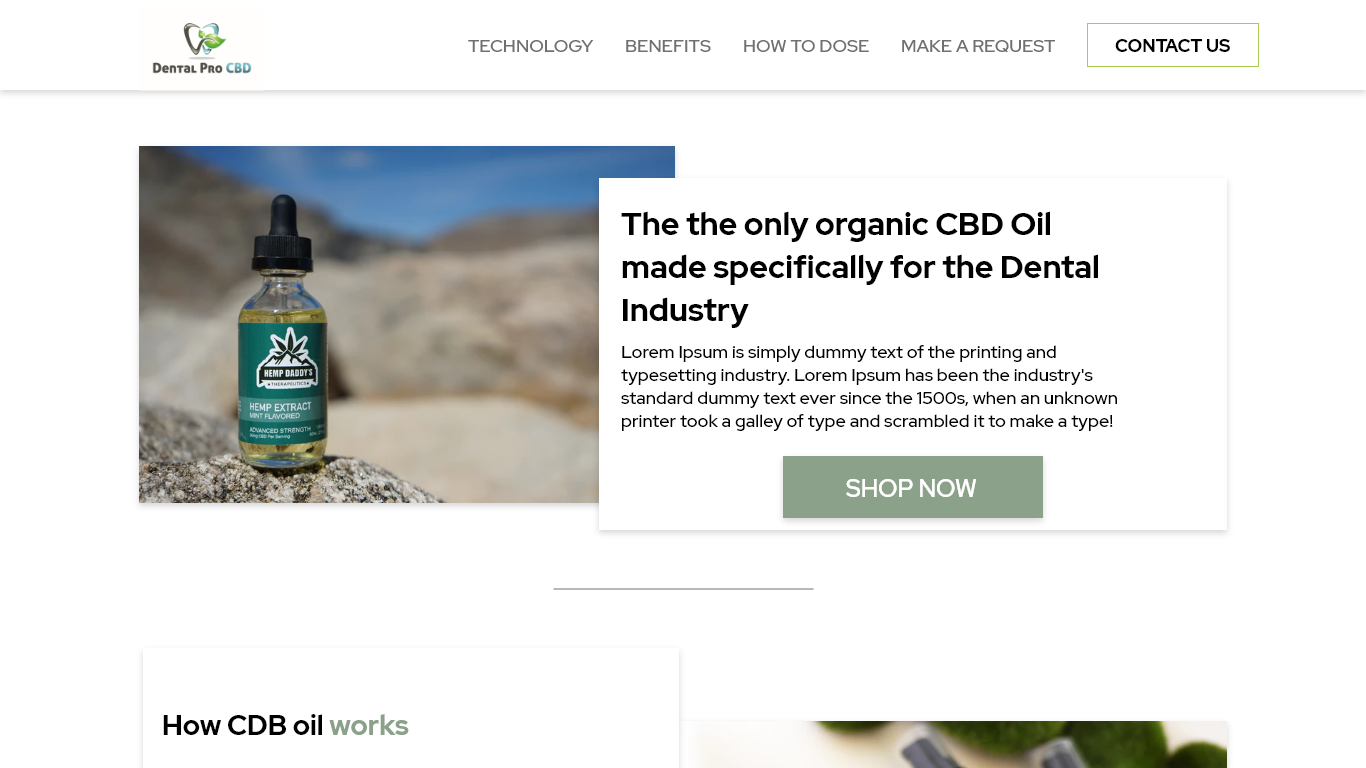 Dental Pro CBD
TECHNOLOGY
BENEFITS
HOW TO DOSE
MAKE A REQUEST
CONTACT US
HEMP DADDY'S
THERAPEUTICS
HEMP EXTRACT
MINT FLAVORED
ADVANCED STRENGTH
The the only organic CBD Oil
made specifically for the Dental
Industry
Lorem Ipsum is simply dummy text of the printing and
typesetting industry. Lorem Ipsum has been the industry's
standard dummy text ever since the 1500s, when an unknown
printer took a galley of type and scrambled it to make a type!
SHOP NOW
How CDB oil works